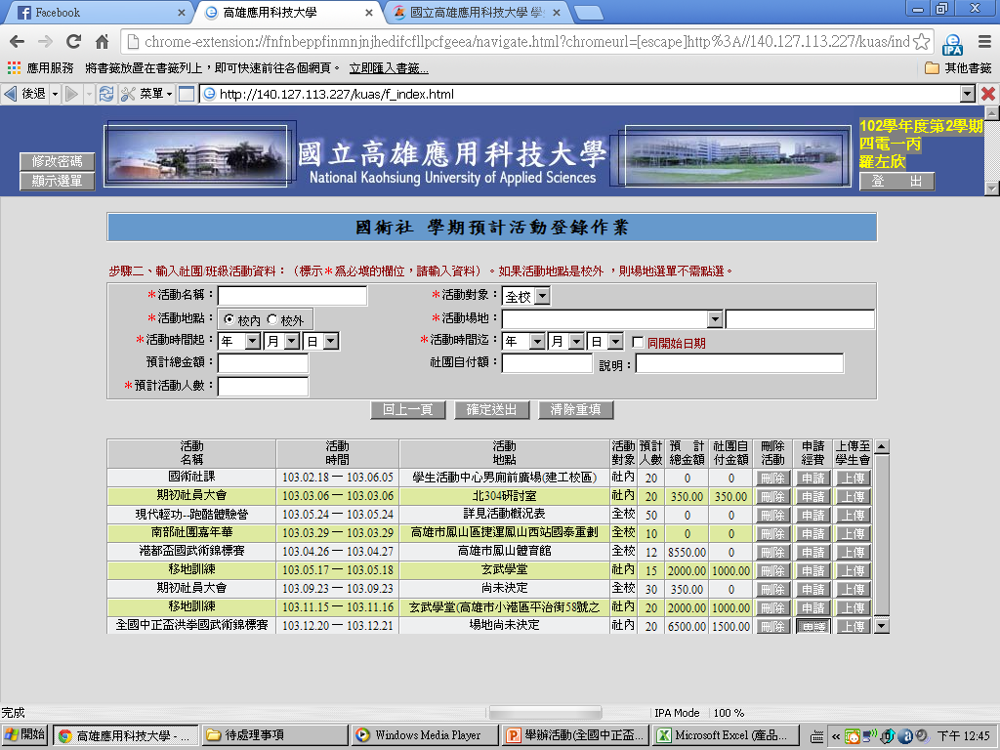 Facebook
高雄應用科技大學
國立高雄應用科技大學 學
chrome-extension://fnfnbeppfinmnjnjhedifcfllpcfgeea/navigate.html?chromeurl=[escape]http%3A//140.127.113.227/kuas/ind
IPA
應用服務 將書籤放置在書籤列上，即可快速前往各個網頁。 立即匯入書籤...
其他書籤
後退 菜單 http://140.127.113.227/kuas/f_index.html
修改密碼
顯示選單
國立高雄應用科技大學
National Kaohsiung University of Applied Sciences
102學年度第2學期
四電一丙
羅左欣
登 出
國術社 學期預計活動登錄作業
步驟二、輸入社團/班級活動資料：（標示＊為必填的欄位，請輸入資料）。如果活動地點是校外 ，則場地選單不需點選。
＊活動名稱： ＊活動對象： 全校
＊活動地點： 校內 校外 ＊活動場地：
＊活動時間起： 年 月 日 ＊活動時間迄： 年 月 日 同開始日期
預計總金額： 社團自付額： 說明：
＊預計活動人數：
回上一頁 確定送出 清除重填
活動名稱 活動時間 活動地點 活動對象 預計人數 預 計總金額 社團自付金額 刪除活動 申請經費 上傳至學生會
國術社課 103.02.18 — 103.06.05 學生活動中心男廁前廣場(建工校區) 社內 20 0 0 刪除 申請 上傳
期初社員大會 103.03.06 — 103.03.06 北304研討室 社內 20 350.00 350.00 刪除 申請 上傳
現代輕功--跑酷體驗營 103.05.24 — 103.05.24 詳見活動概況表 全校 50 0 0 刪除 申請 上傳
南部社團嘉年華 103.03.29 — 103.03.29 高雄市鳳山區捷運鳳山西站國泰重劃 全校 10 0 0 刪除 申請 上傳
港都盃國武術錦標賽 103.04.26 — 103.04.27 高雄市鳳山體育館 全校 12 8550.00 0 刪除 申請 上傳
移地訓練 103.05.17 — 103.05.18 玄武學堂 社內 15 2000.00 1000.00 刪除 申請 上傳
期初社員大會 103.09.23 — 103.09.23 尚未決定 全校 30 350.00 0 刪除 申請 上傳
移地訓練 103.11.15 — 103.11.16 玄武學堂(高雄市小港區平治街58號之 社內 20 2000.00 1000.00 刪除 申請 上傳
全國中正盃洪拳國武術錦標賽 103.12.20 — 103.12.21 場地尚未決定 社內 20 6500.00 1500.00 刪除 申請 上傳
完成 IPA Mode 100 %
開始 高雄應用科技大學 - ... 待處理事項 Windows Media Player 舉辦活動(全國中正盃... Microsoft Excel (產品... 下午 12:45